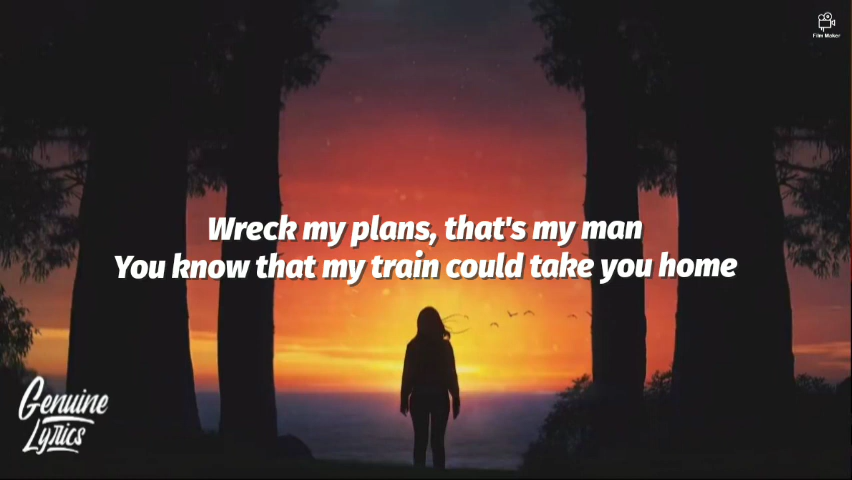 Film Maker
Wreck my plans, that's my man
You know that my train could take you home
Genuine
Lyrics